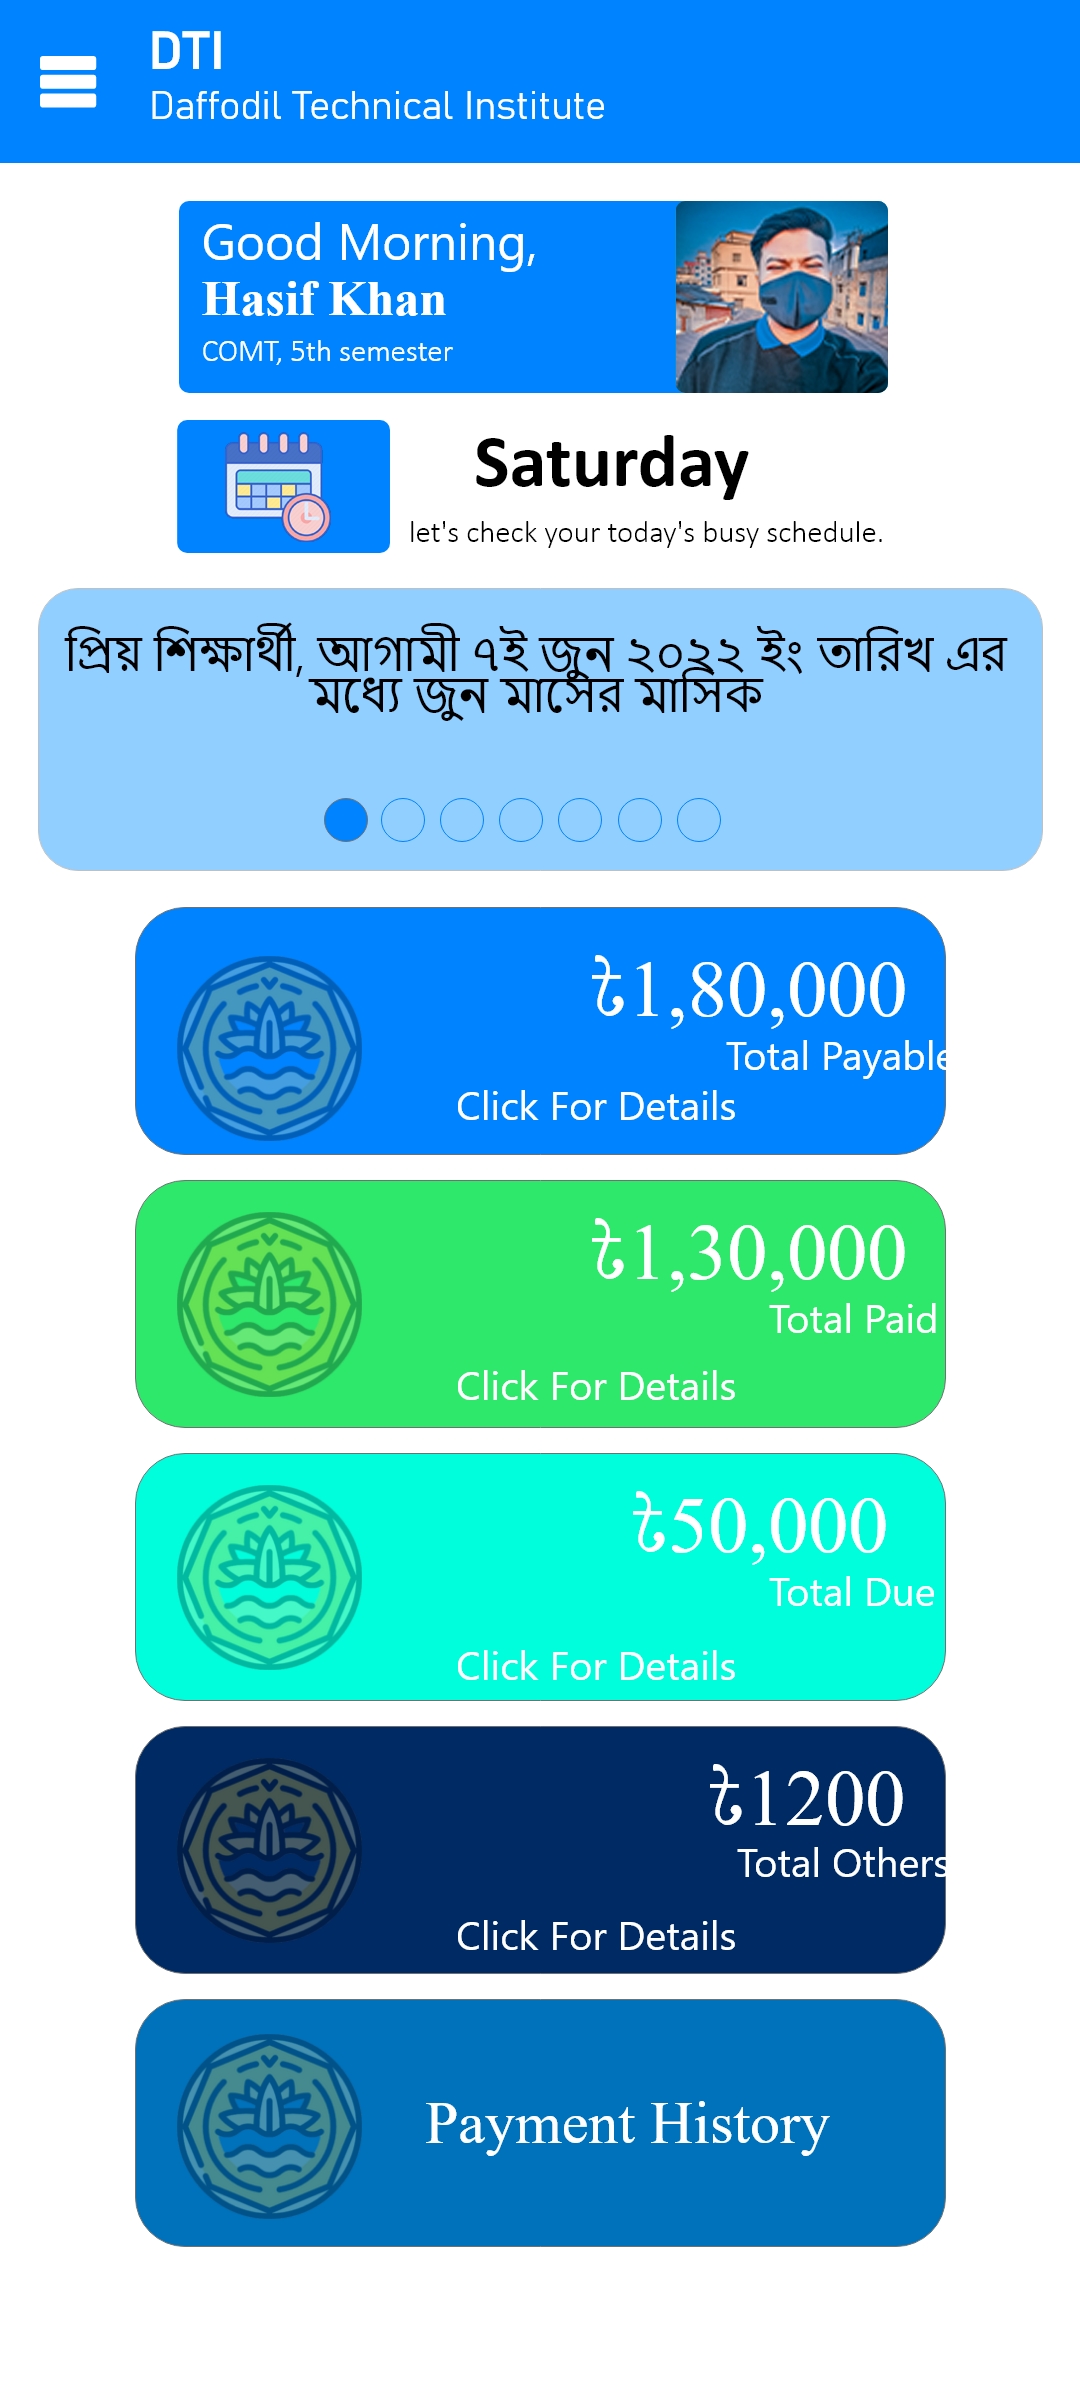 DTI
Daffodil Technical Institute
Good Morning,
Hasif Khan
COMT, 5th semester
Saturday
let's check your today's busy schedule.
প্রিয় শিক্ষার্থী, আগামী ৭ই জুন ২০২২ ইং তারিখ এর
মধ্যে জুন মাসের মাসিক
৳1,80,000
Total Payable
Click For Details
৳1,30,000
Total Paid
Click For Details
৳50,000
Total Due
Click For Details
৳1200
Total Others
Click For Details
Payment History